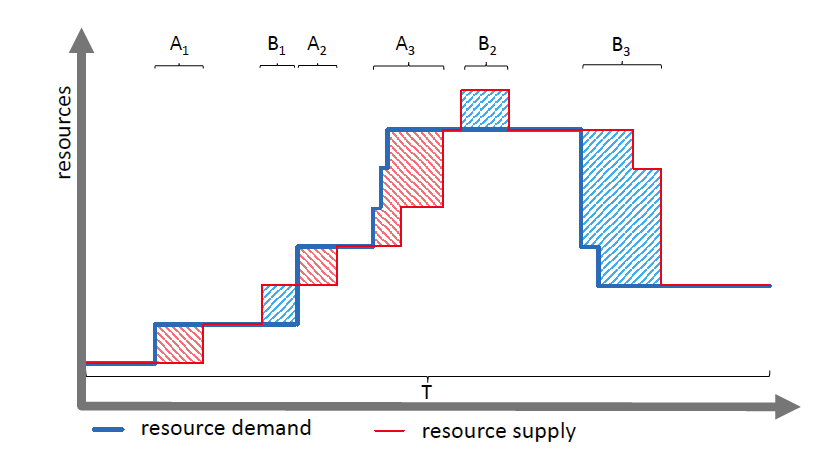 A₁ B₁ A₂ A₃ B₂ B₃
resources
T
resource demand
resource supply